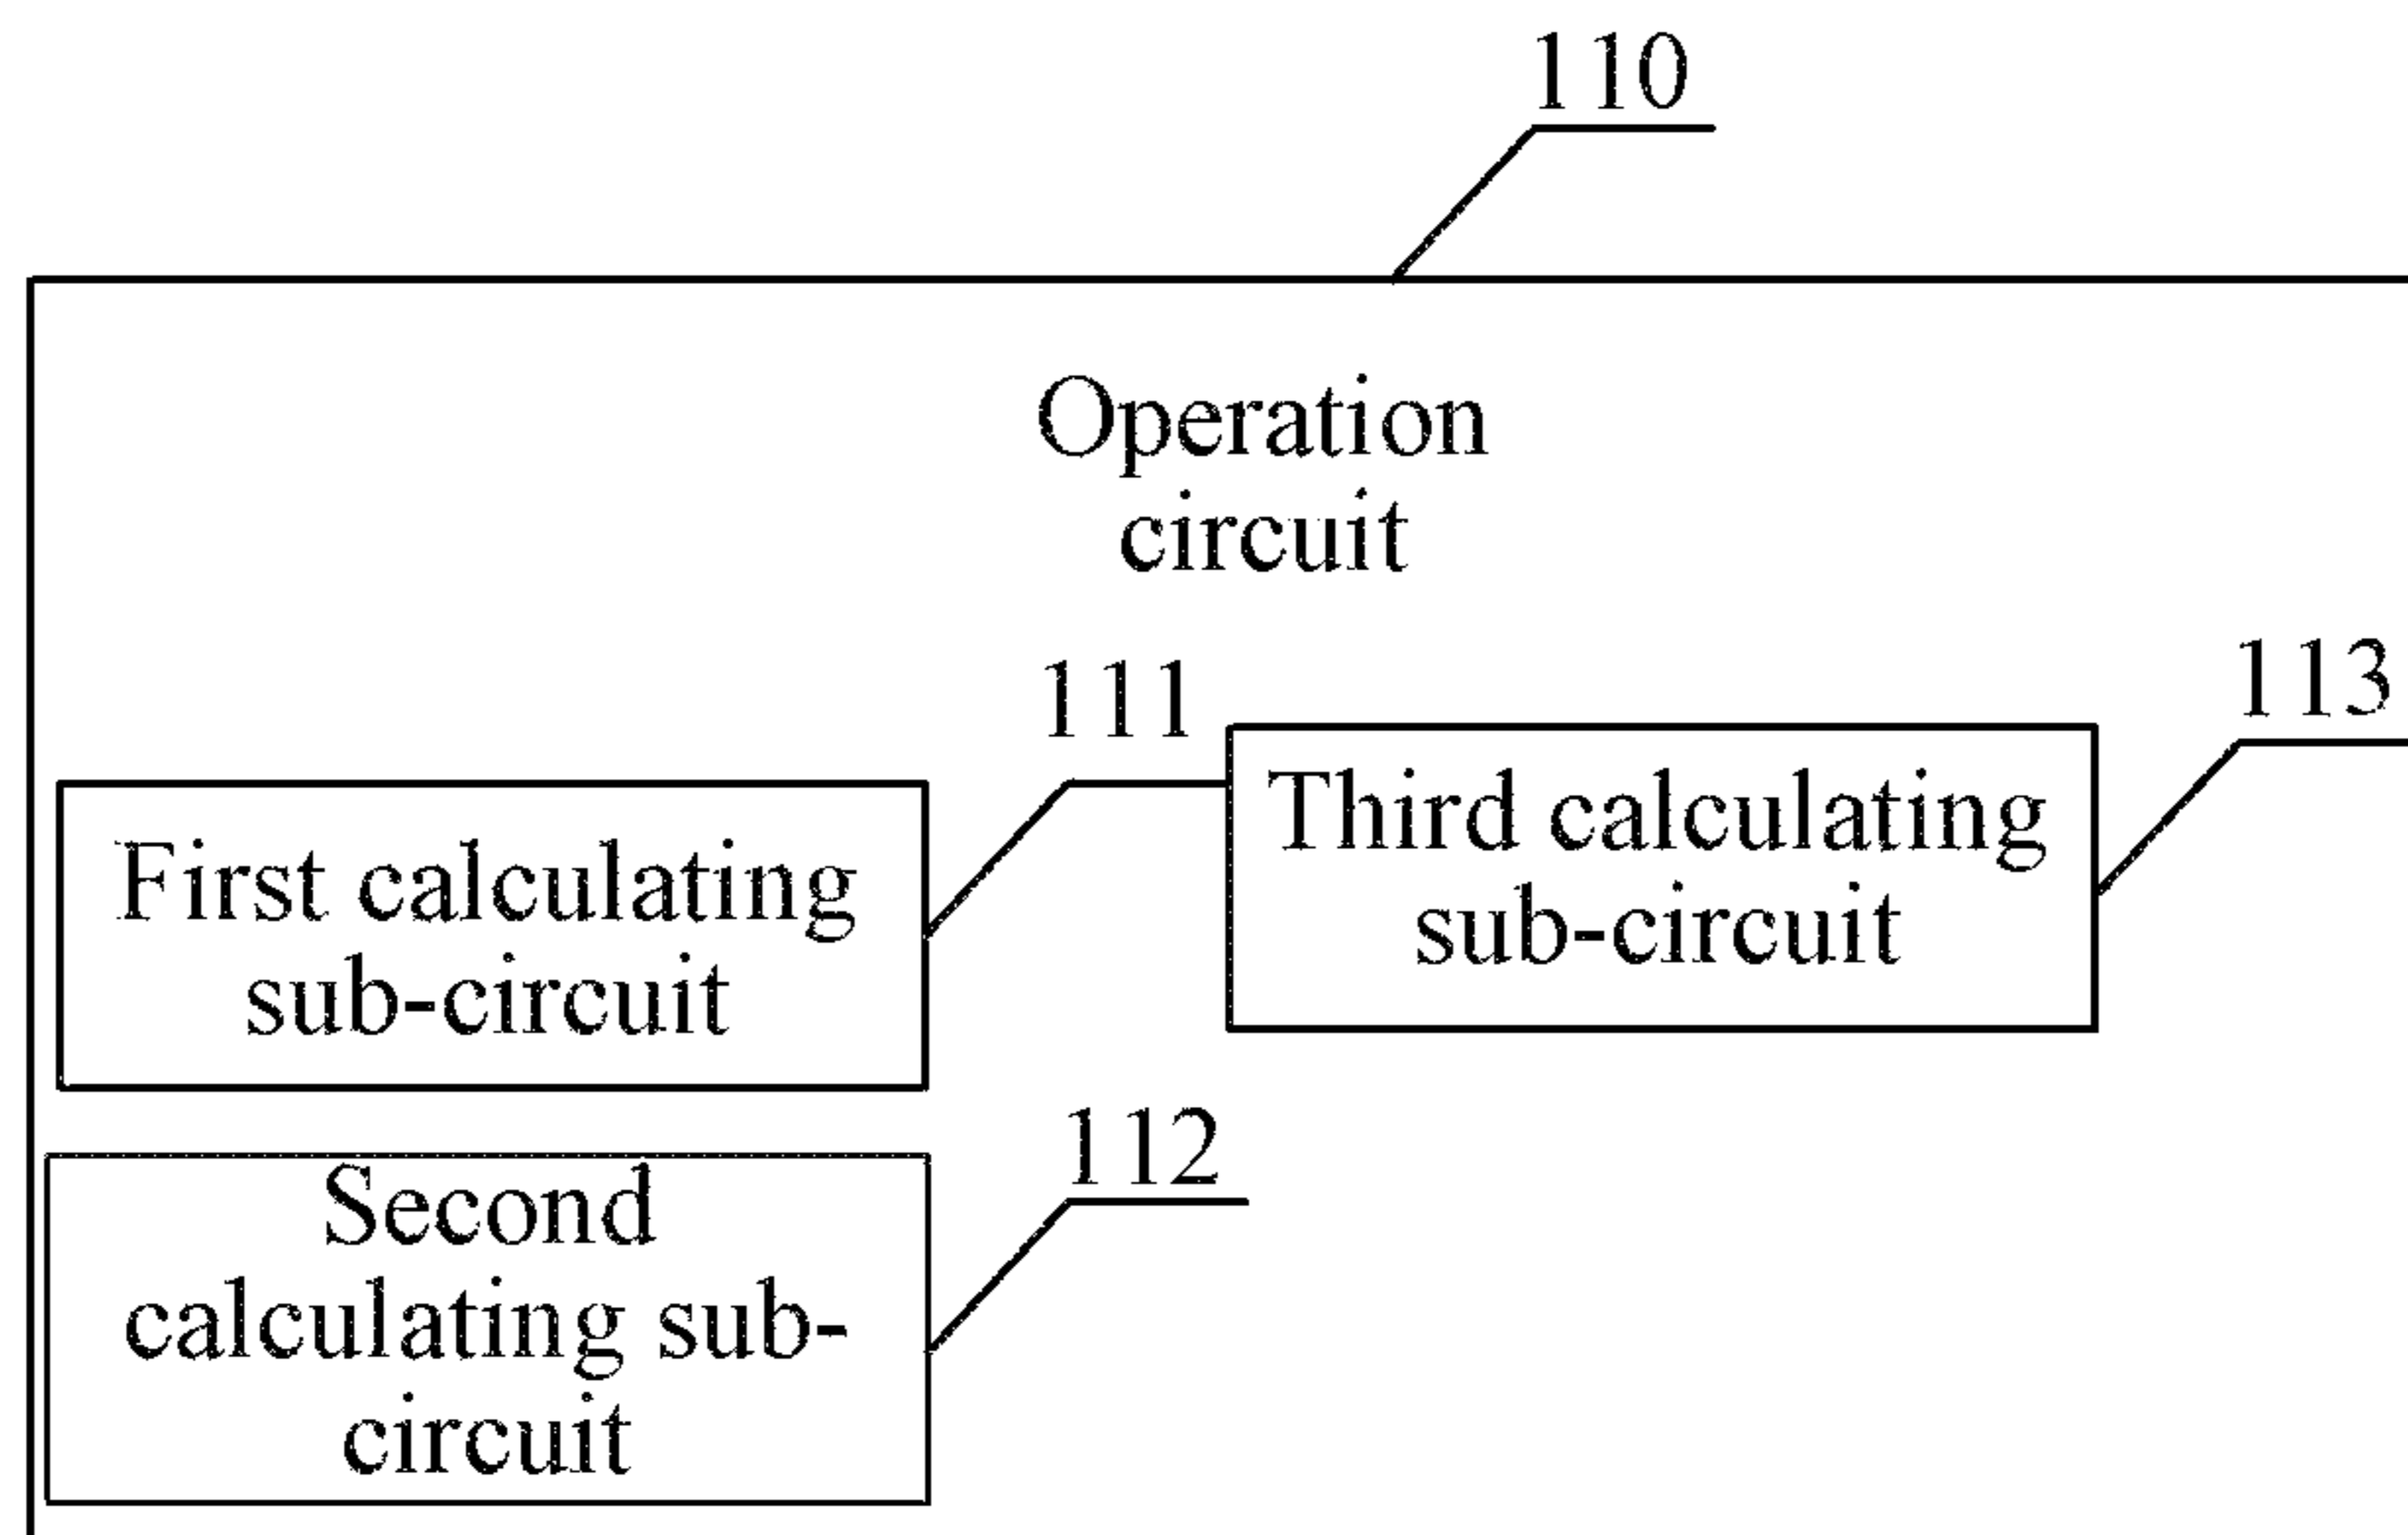 110
Operation
circuit
111
113
First calculating
sub-circuit
Third calculating
sub-circuit
112
Second
calculating sub-
circuit